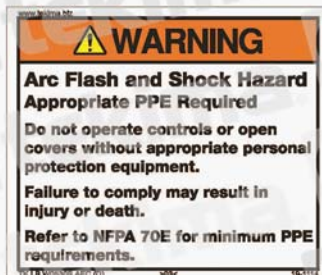 WARNING
Arc Flash and Shock Hazard
Appropriate PPE Required
Do not operate controls or open
covers without appropriate personal
protection equipment.
Failure to comply may result in
injury or death.
Refer to NFPA 70E for minimum PPE
requirements.